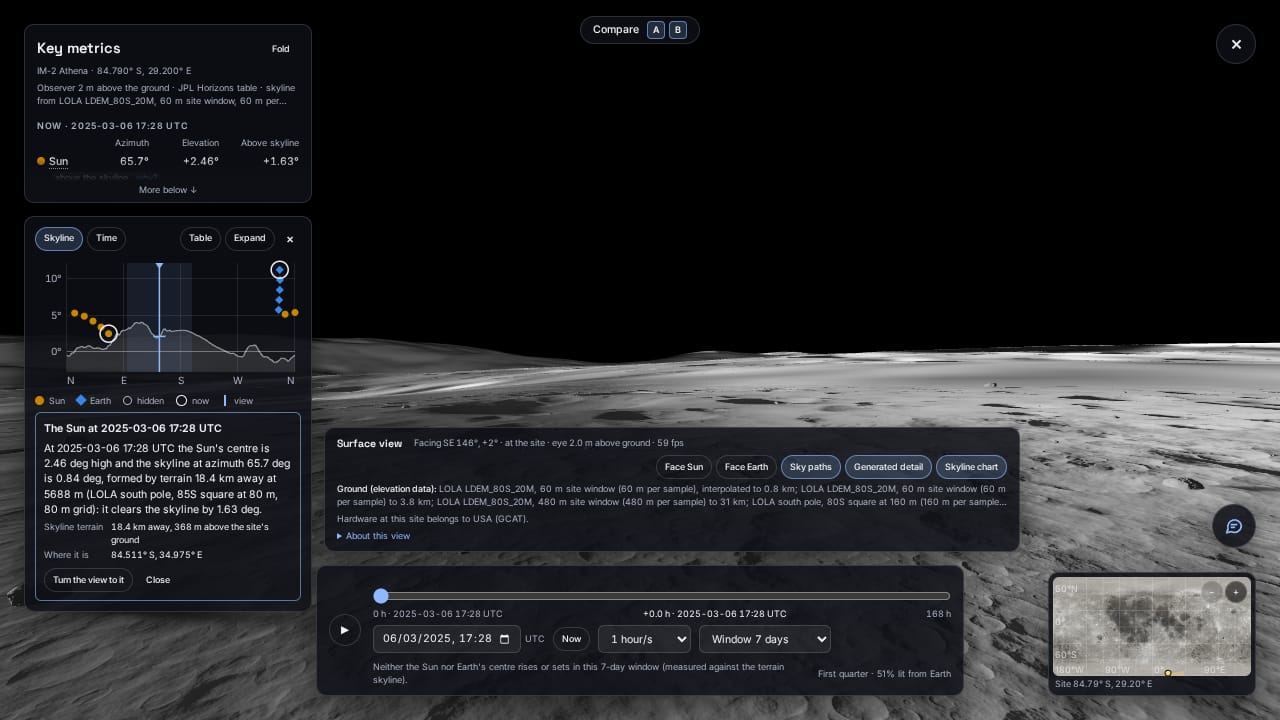 Compare A B
×
Key metrics Fold
IM-2 Athena · 84.790° S, 29.200° E
Observer 2 m above the ground · JPL Horizons table · skyline
from LOLA LDEM_80S_20M, 60 m site window, 60 m per...
NOW · 2025-03-06 17:28 UTC
Azimuth Elevation Above skyline
Sun 65.7° +2.46° +1.63°
above the skyline why?
More below ↓
Skyline Time Table Expand ×
10°
5°
0°
N E S W N
Sun Earth hidden now view
The Sun at 2025-03-06 17:28 UTC
At 2025-03-06 17:28 UTC the Sun's centre is
2.46 deg high and the skyline at azimuth 65.7 deg
is 0.84 deg, formed by terrain 18.4 km away at
5688 m (LOLA south pole, 85S square at 80 m,
80 m grid): it clears the skyline by 1.63 deg.
Skyline terrain 18.4 km away, 368 m above the site's
ground
Where it is 84.511° S, 34.975° E
Turn the view to it Close
Surface view Facing SE 146°, +2° · at the site · eye 2.0 m above ground · 59 fps
Face Sun Face Earth Sky paths Generated detail Skyline chart
Ground (elevation data): LOLA LDEM_80S_20M, 60 m site window (60 m per sample), interpolated to 0.8 km; LOLA LDEM_80S_20M, 60 m site window (60 m
per sample) to 3.8 km; LOLA LDEM_80S_20M, 480 m site window (480 m per sample) to 31 km; LOLA south pole, 80S square at 160 m (160 m per sample...
Hardware at this site belongs to USA (GCAT).
▶ About this view
0 h · 2025-03-06 17:28 UTC +0.0 h · 2025-03-06 17:28 UTC 168 h
06/03/2025, 17:28 UTC Now 1 hour/s Window 7 days
Neither the Sun nor Earth's centre rises or sets in this 7-day window (measured against the terrain
skyline).
First quarter · 51% lit from Earth
60°N − +
0°
60°S
180°W 90°W 0° 90°E
Site 84.79° S, 29.20° E